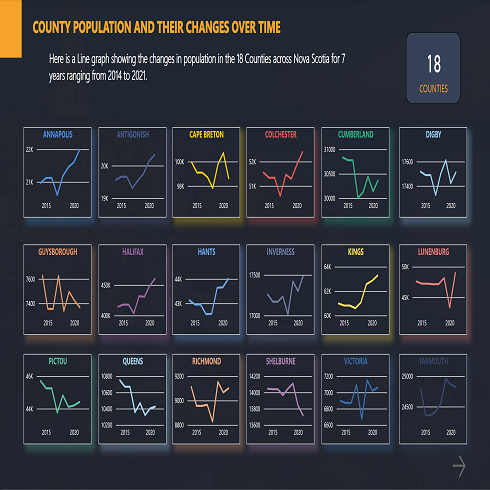 COUNTY POPULATION AND THEIR CHANGES OVER TIME
Here is a Line graph showing the changes in population in the 18 Counties across Nova Scotia for 7
years ranging from 2014 to 2021.
18
COUNTIES
ANNAPOLIS
22K
21K
2015 2020
ANTIGONISH
20K
19K
2015 2020
CAPE BRETON
100K
98K
2015 2020
COLCHESTER
52K
51K
2015 2020
CUMBERLAND
31000
30500
30000
2015 2020
DIGBY
17600
17400
2015 2020
GUYSBOROUGH
7600
7400
2015 2020
HALIFAX
450K
400K
2015 2020
HANTS
44K
43K
2015 2020
INVERNESS
17500
17000
2015 2020
KINGS
64K
62K
60K
2015 2020
LUNENBURG
50K
49K
2015 2020
PICTOU
46K
44K
2015 2020
QUEENS
10800
10600
10400
10200
2015 2020
RICHMOND
9200
9000
8800
2015 2020
SHELBURNE
14200
14000
13800
13600
2015 2020
VICTORIA
7200
7000
6800
6600
2015 2020
YARMOUTH
25000
24500
2015 2020